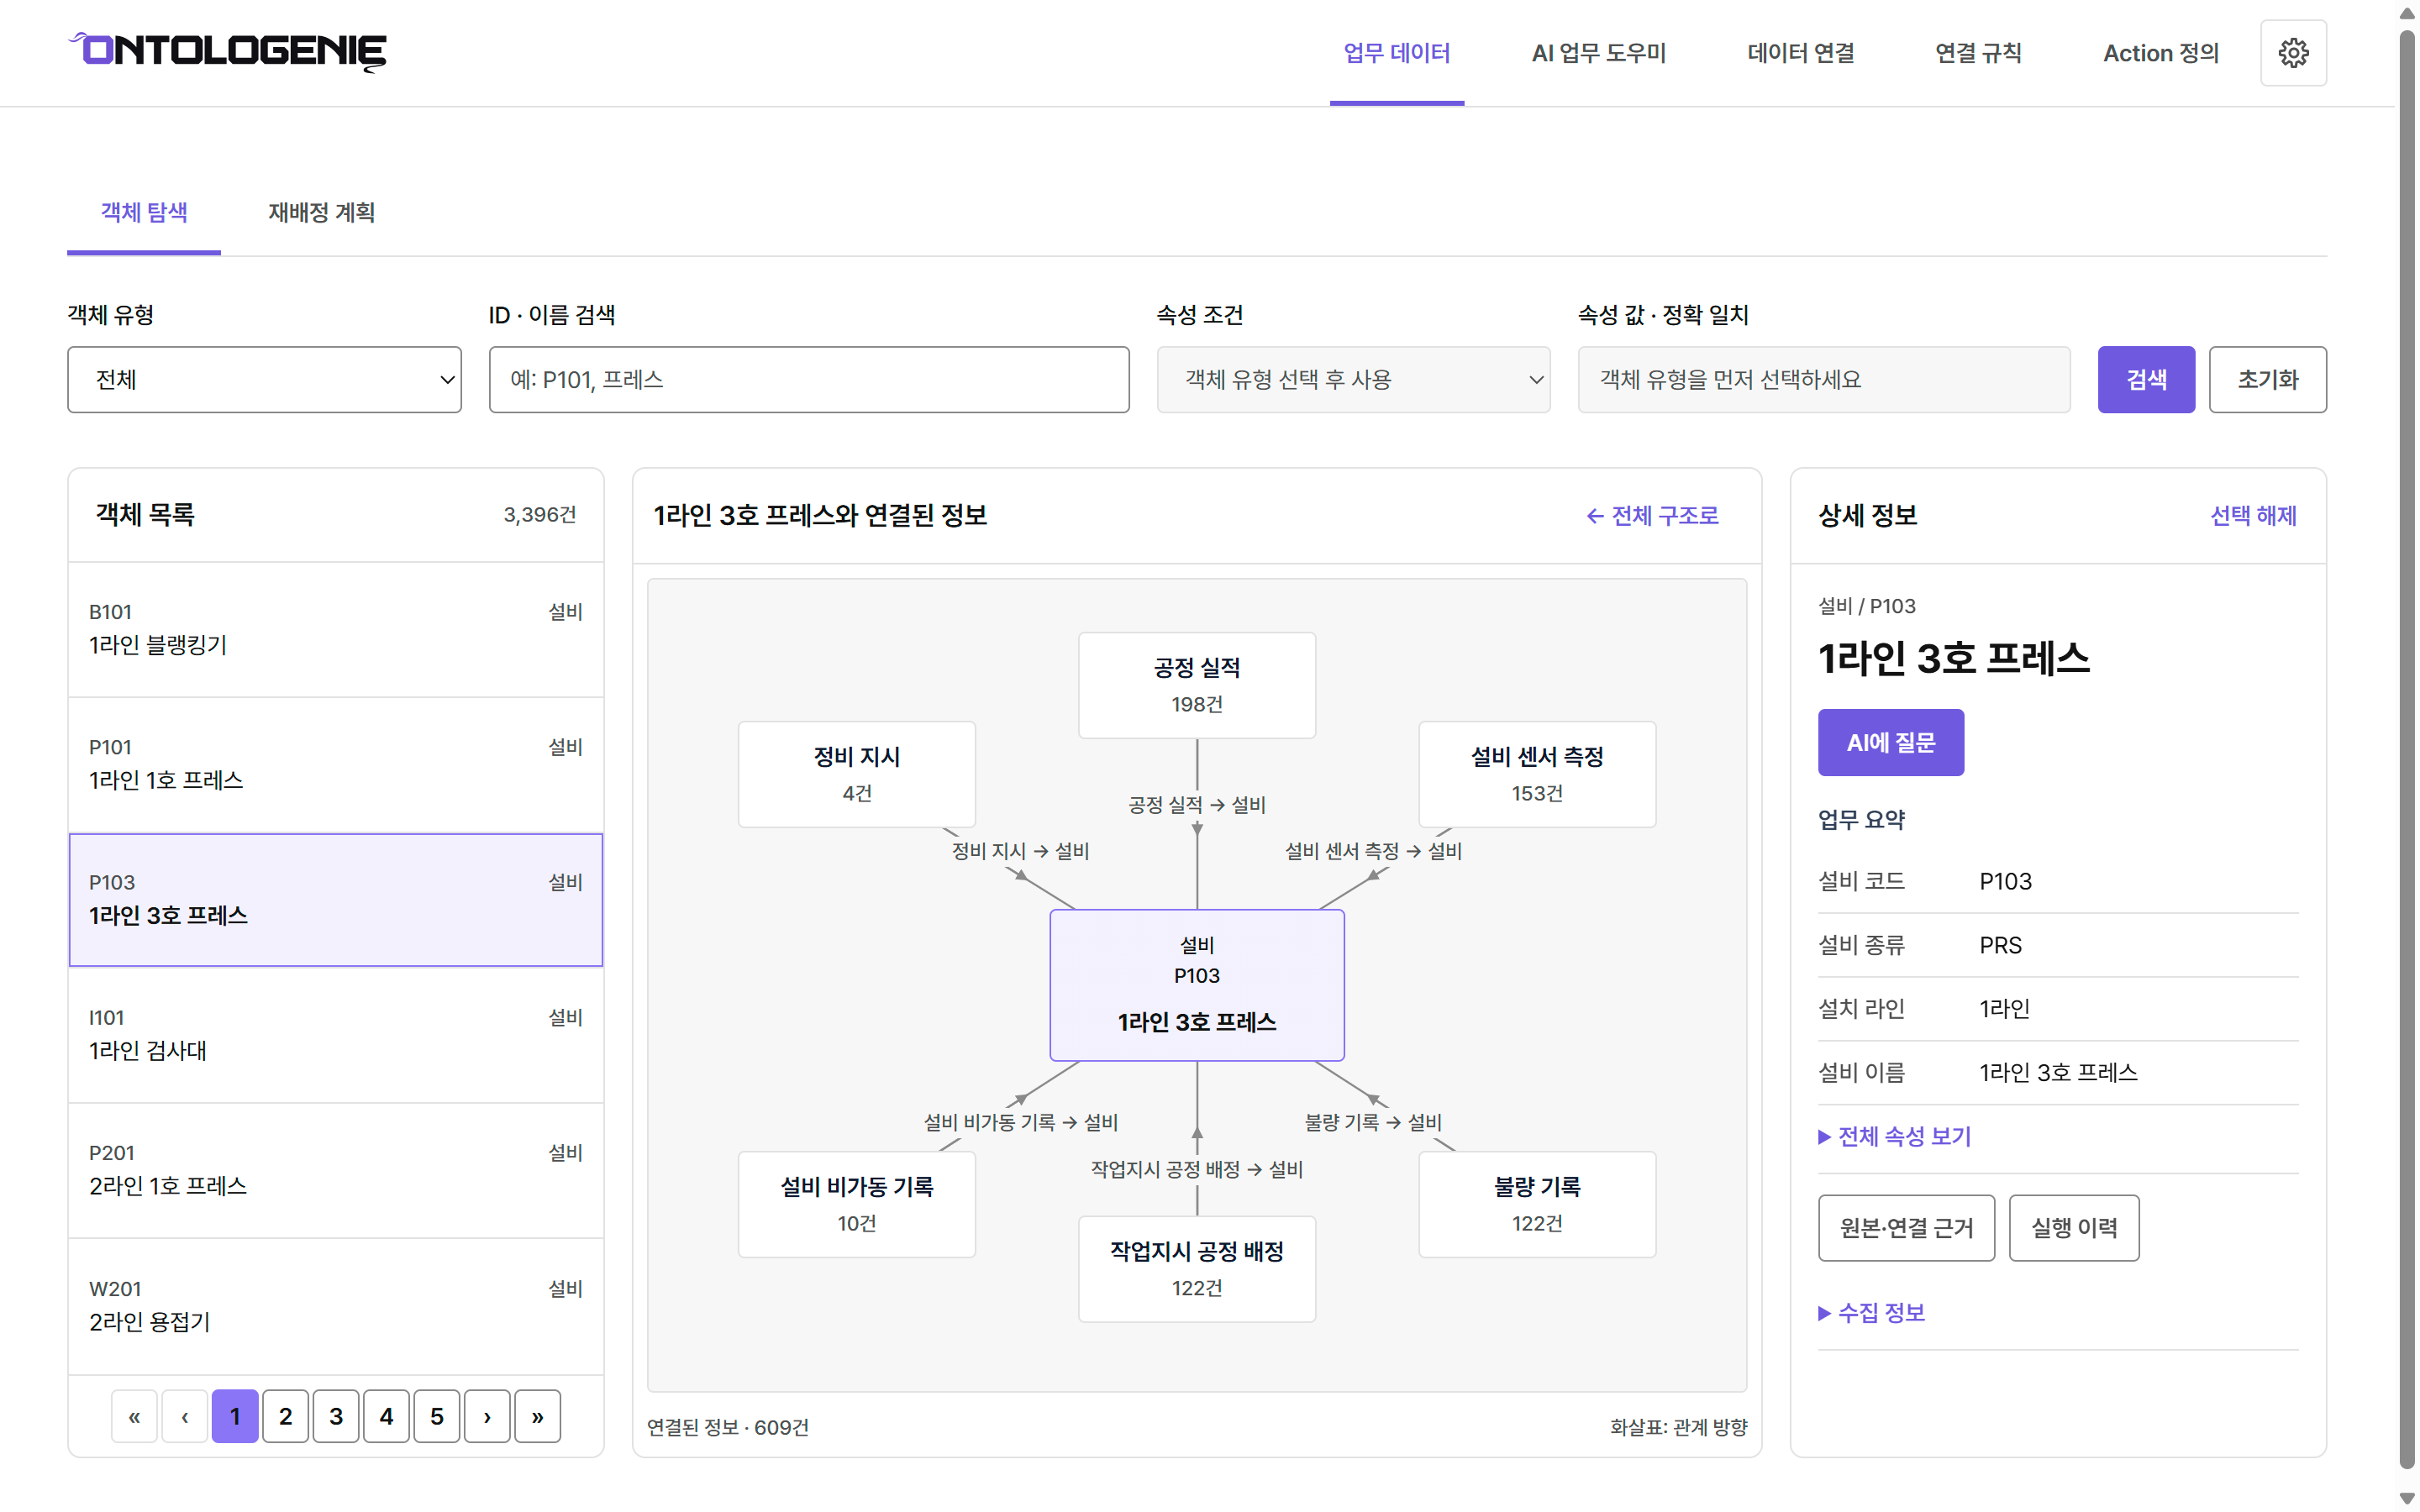 ONTOLOGENIE
업무 데이터
AI 업무 도우미
데이터 연결
연결 규칙
Action 정의
객체 탐색
재배정 계획
객체 유형
ID · 이름 검색
속성 조건
속성 값 · 정확 일치
전체
예: P101, 프레스
객체 유형 선택 후 사용
객체 유형을 먼저 선택하세요
검색
초기화
객체 목록
3,396건
B101
설비
1라인 블랭킹기
P101
설비
1라인 1호 프레스
P103
설비
1라인 3호 프레스
I101
설비
1라인 검사대
P201
설비
2라인 1호 프레스
W201
설비
2라인 용접기
«
‹
1
2
3
4
5
›
»
1라인 3호 프레스와 연결된 정보
← 전체 구조로
공정 실적
198건
정비 지시
4건
설비 센서 측정
153건
공정 실적 → 설비
정비 지시 → 설비
설비 센서 측정 → 설비
설비
P103
1라인 3호 프레스
설비 비가동 기록 → 설비
불량 기록 → 설비
작업지시 공정 배정 → 설비
설비 비가동 기록
10건
불량 기록
122건
작업지시 공정 배정
122건
연결된 정보 · 609건
화살표: 관계 방향
상세 정보
선택 해제
설비 / P103
1라인 3호 프레스
AI에 질문
업무 요약
설비 코드
P103
설비 종류
PRS
설치 라인
1라인
설비 이름
1라인 3호 프레스
▶ 전체 속성 보기
원본·연결 근거
실행 이력
▶ 수집 정보